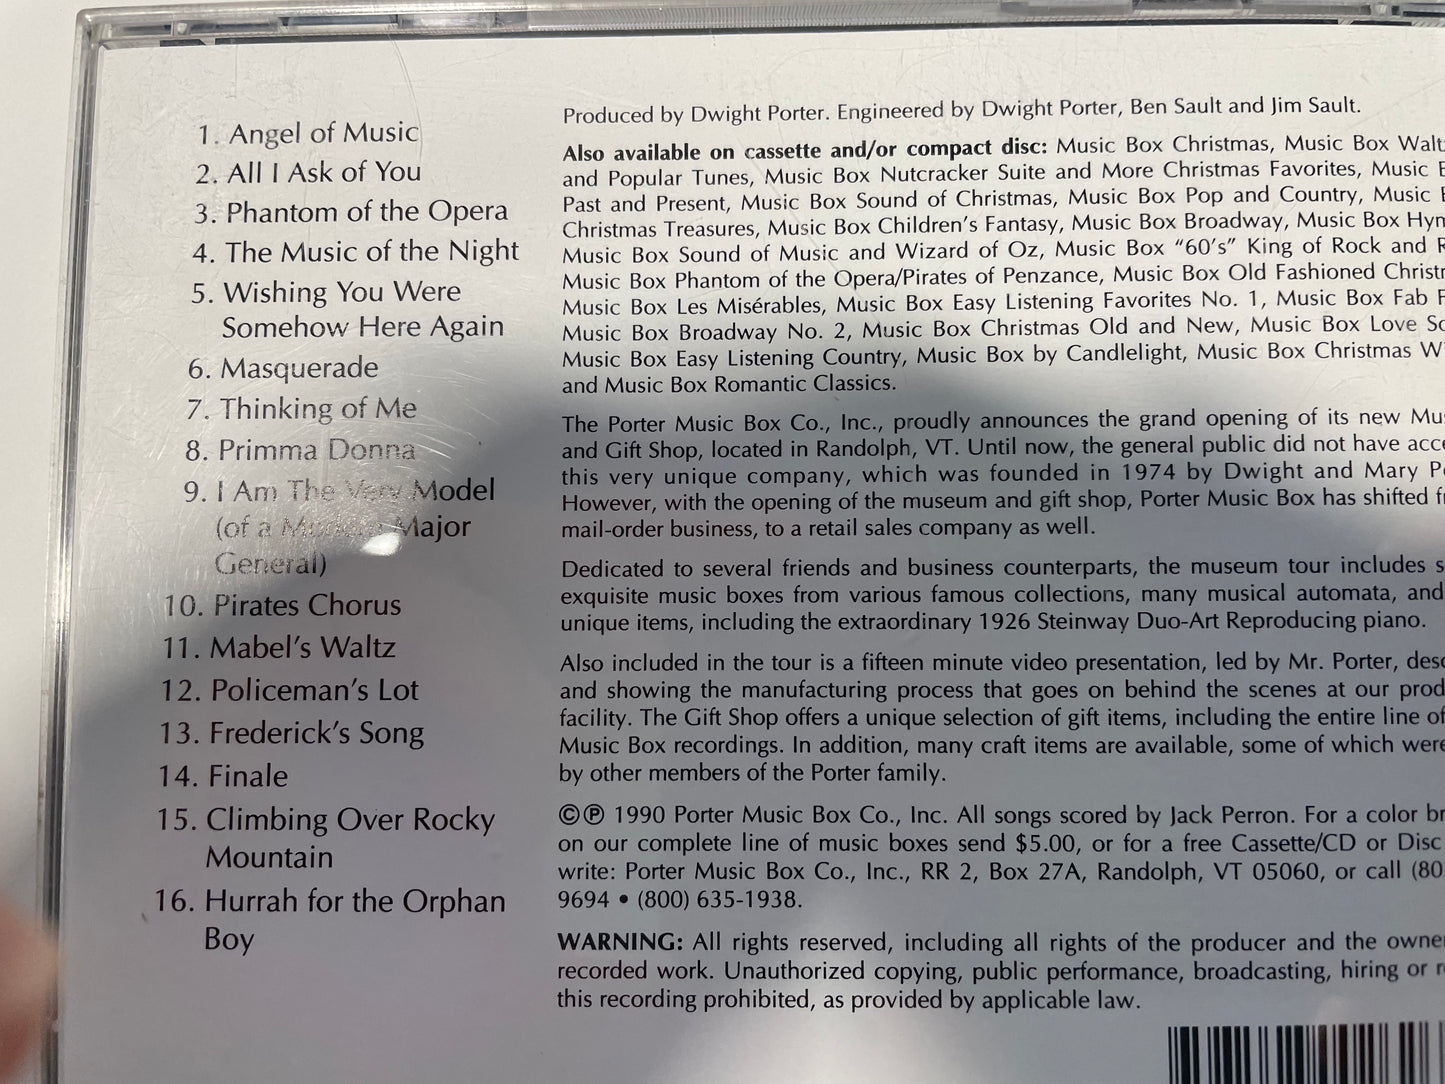 1. Angel of Music
2. All I Ask of You
3. Phantom of the Opera
4. The Music of the Night
5. Wishing You Were
Somehow Here Again
6. Masquerade
7. Thinking of Me
8. Primma Donna
9. I Am The Very Model
(of a Modern Major
General)
10. Pirates Chorus
11. Mabel's Waltz
12. Policeman's Lot
13. Frederick's Song
14. Finale
15. Climbing Over Rocky
Mountain
16. Hurrah for the Orphan
Boy
Produced by Dwight Porter. Engineered by Dwight Porter, Ben Sault and Jim Sault.
Also available on cassette and/or compact disc: Music Box Christmas, Music Box
and Popular Tunes, Music Box Nutcracker Suite and More Christmas Favorites, Music
Past and Present, Music Box Sound of Christmas, Music Box Pop and Country, Music
Christmas Treasures, Music Box Children's Fantasy, Music Box Broadway, Music Box
Music Box Sound of Music and Wizard of Oz, Music Box "60's" King of Rock and
Music Box Phantom of the Opera/Pirates of Penzance, Music Box Old Fashioned
Music Box Les Misérables, Music Box Easy Listening Favorites No. 1, Music Box Fab
Music Box Broadway No. 2, Music Box Christmas Old and New, Music Box Love
Music Box Easy Listening Country, Music Box by Candlelight, Music Box Christmas
and Music Box Romantic Classics.
The Porter Music Box Co., Inc., proudly announces the grand opening of its new
and Gift Shop, located in Randolph, VT. Until now, the general public did not have
this very unique company, which was founded in 1974 by Dwight and Mary
However, with the opening of the museum and gift shop, Porter Music Box has shifted
mail-order business, to a retail sales company as well.
Dedicated to several friends and business counterparts, the museum tour includes
exquisite music boxes from various famous collections, many musical automata, and
unique items, including the extraordinary 1926 Steinway Duo-Art Reproducing piano.
Also included in the tour is a fifteen minute video presentation, led by Mr. Porter,
and showing the manufacturing process that goes on behind the scenes at our
facility. The Gift Shop offers a unique selection of gift items, including the entire line of
Music Box recordings. In addition, many craft items are available, some of which were
by other members of the Porter family.
©℗ 1990 Porter Music Box Co., Inc. All songs scored by Jack Perron. For a color
on our complete line of music boxes send $5.00, or for a free Cassette/CD or Disc
write: Porter Music Box Co., Inc., RR 2, Box 27A, Randolph, VT 05060, or call
9694 • (800) 635-1938.
WARNING: All rights reserved, including all rights of the producer and the
recorded work. Unauthorized copying, public performance, broadcasting, hiring or
this recording prohibited, as provided by applicable law.